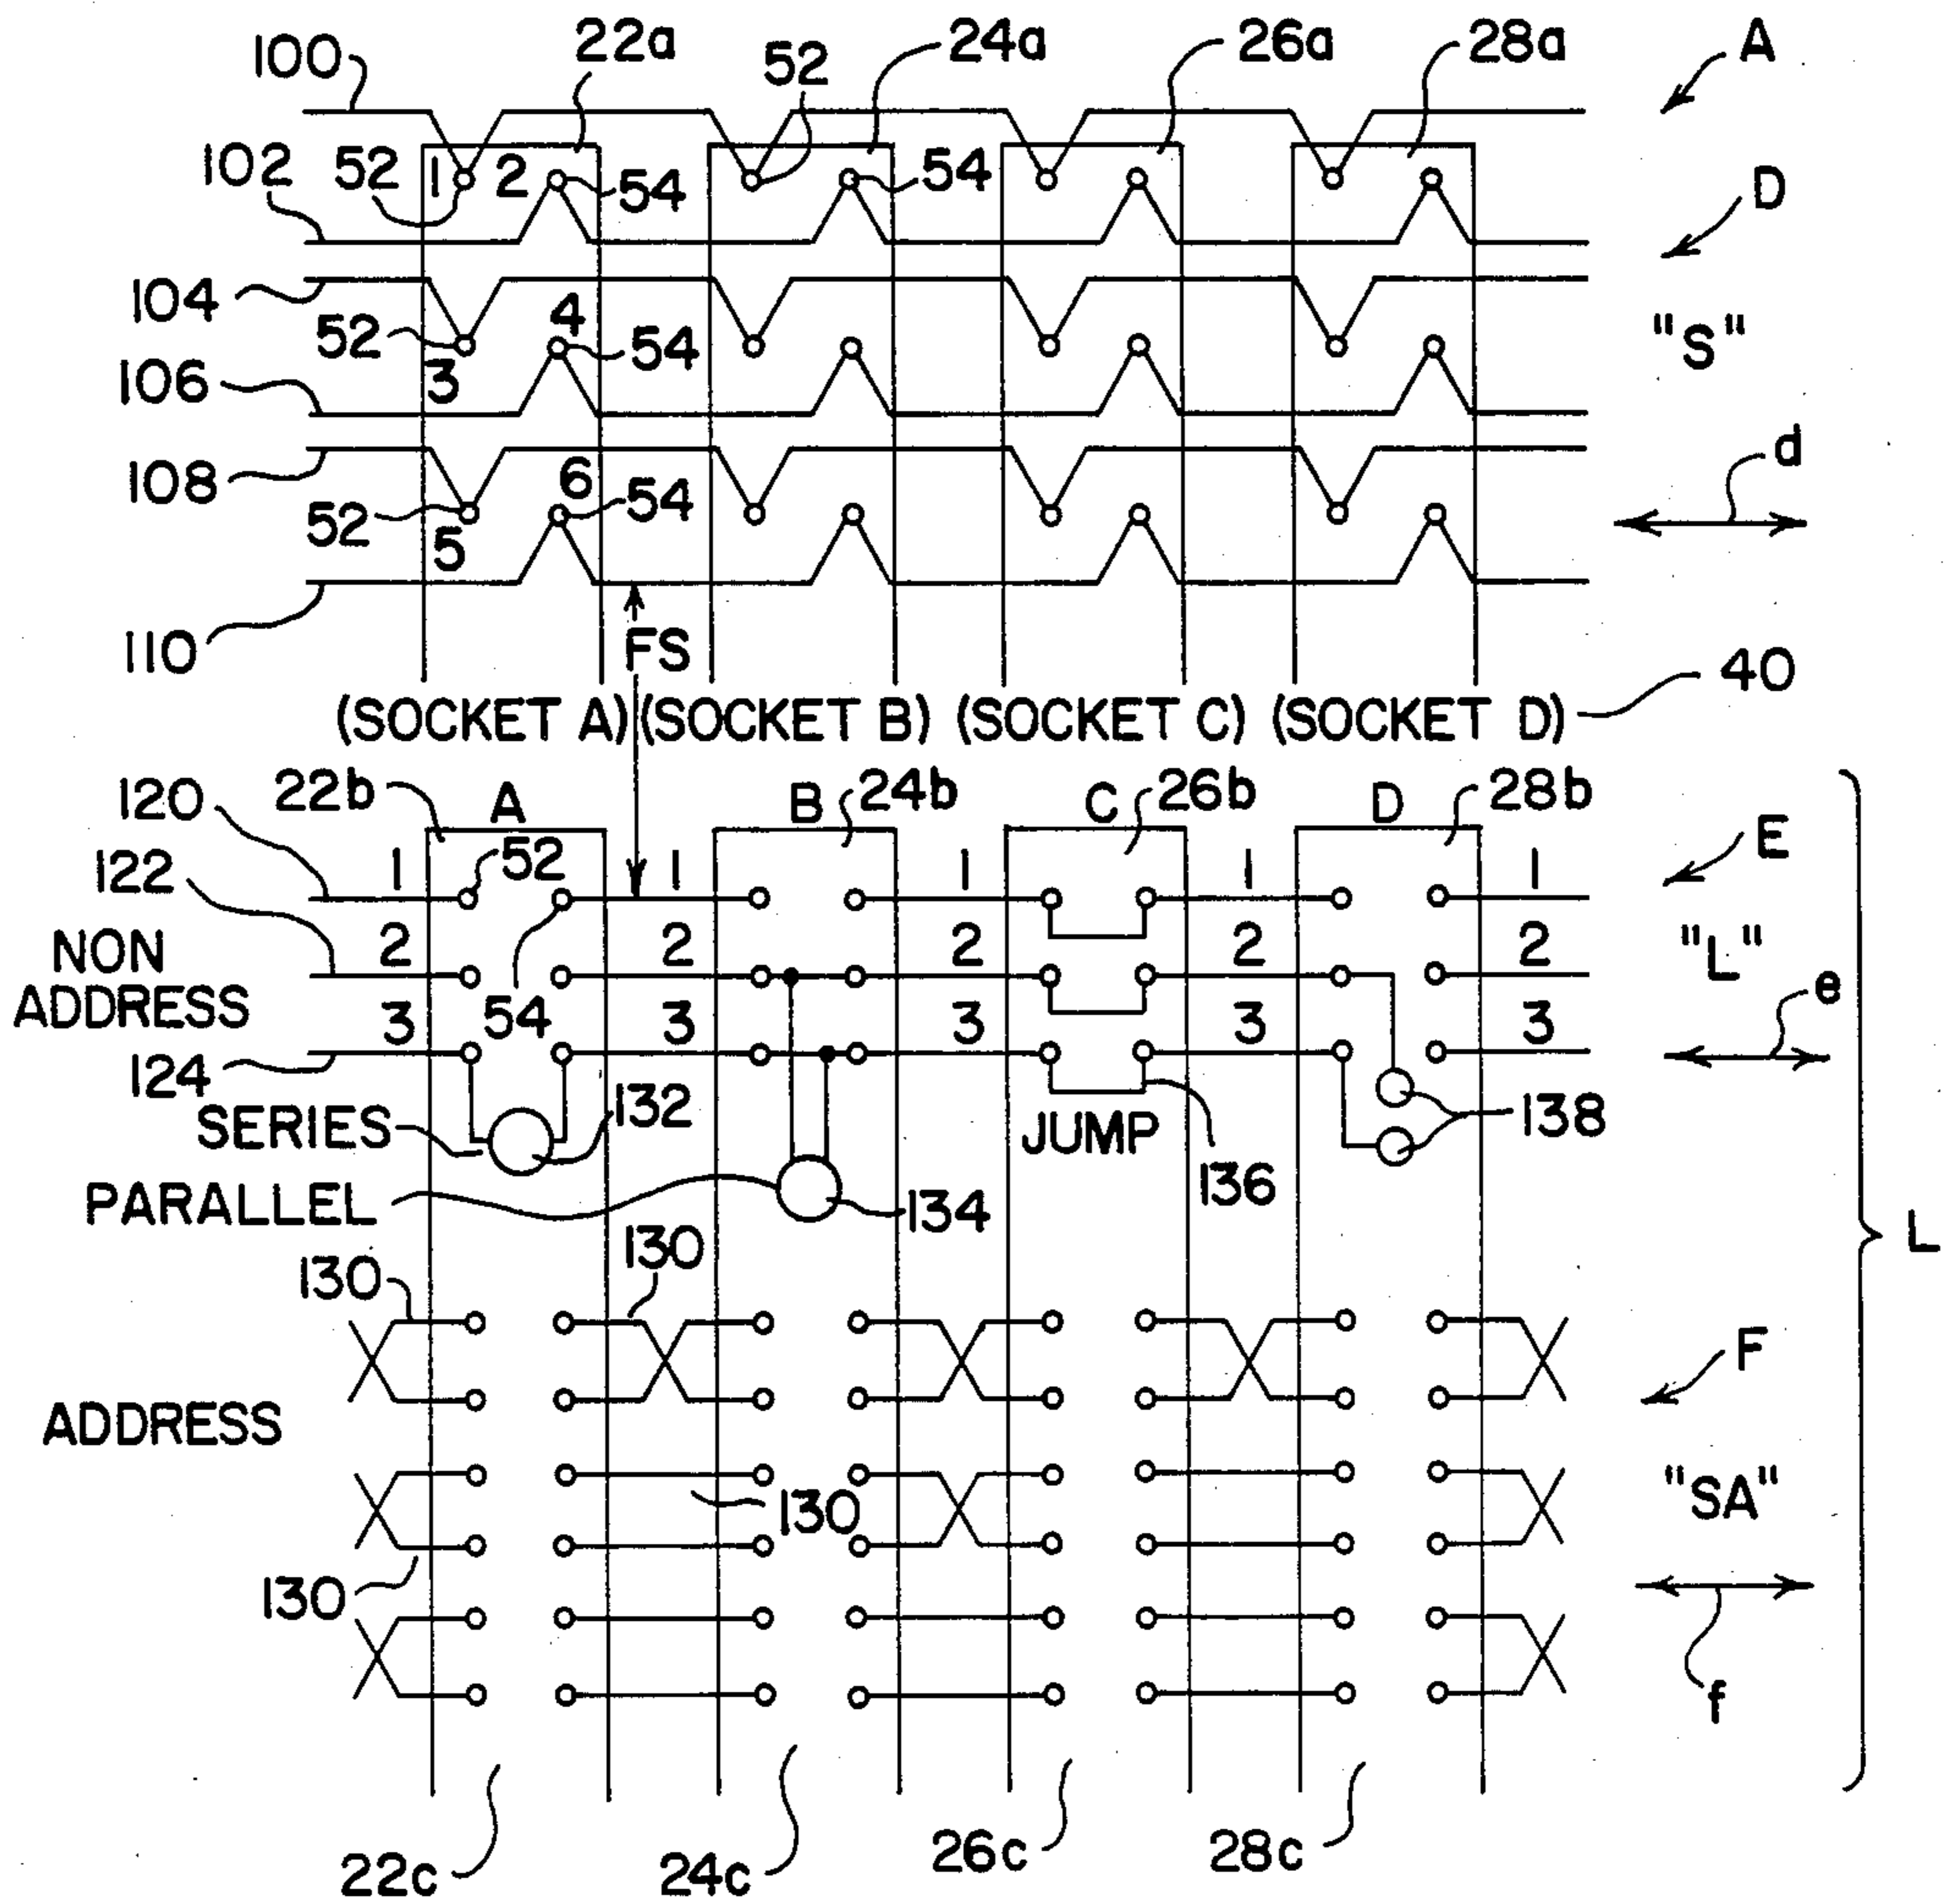 100 22a 52 24a 26a 28a A
102 52 1 2 54 54 D
104 52 4 54 "S"
106 3
108 6 54 d
52 5
110 FS
(SOCKET A) (SOCKET B) (SOCKET C) (SOCKET D) 40
120 22b A B 24b C 26b D 28b
122 1 52 1 1 1 1 E
NON 2 2 2 2 2 "L"
ADDRESS 3 54 3 3 3 3 e
124 SERIES 132 JUMP 138
136
PARALLEL 134
130 130 L
F
ADDRESS
130 "SA"
130
f
22c 24c 26c 28c